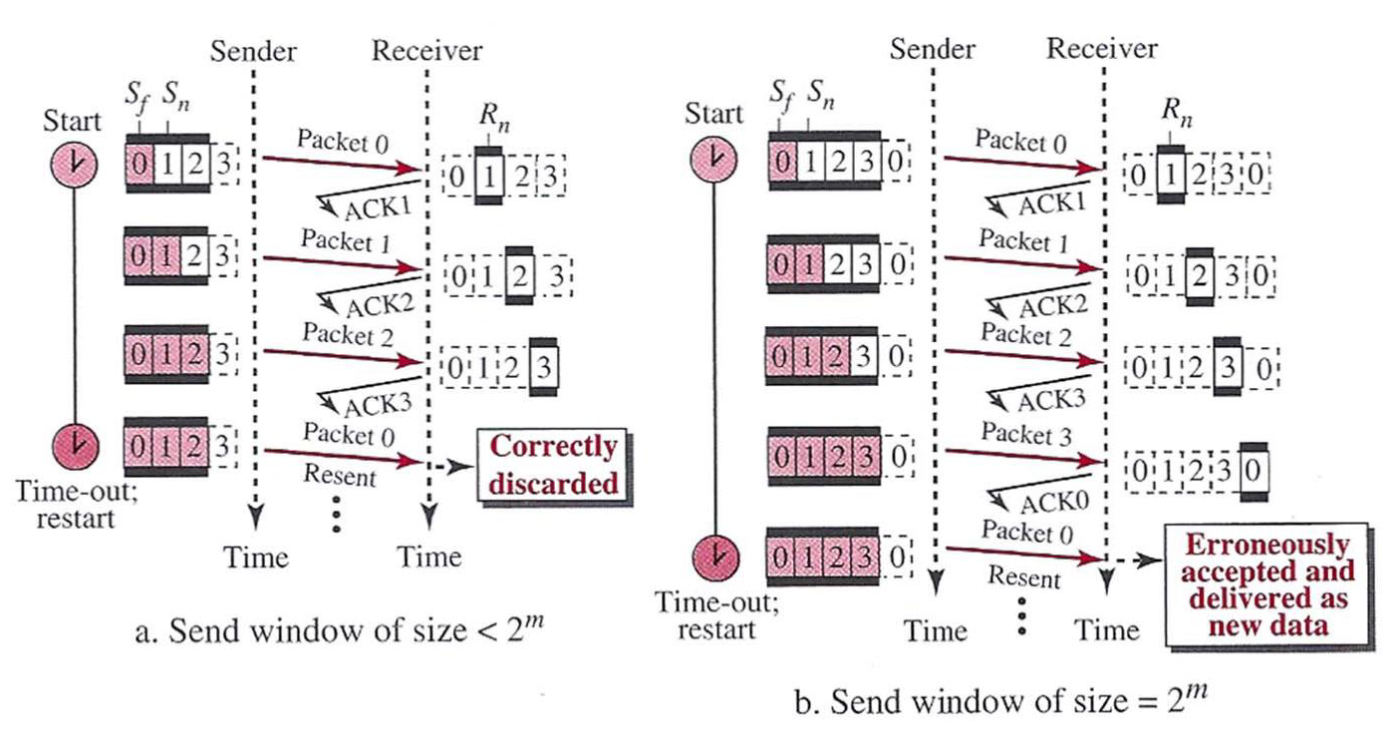 Sender Receiver
S_f S_n
Start
R_n
0 1 2 3
Packet 0
0 1 2 3
ACK1
0 1 2 3
Packet 1
0 1 2 3
ACK2
0 1 2 3
Packet 2
0 1 2 3
ACK3
0 1 2 3
Packet 0
Resent
Correctly
discarded
Time-out;
restart
Time Time
a. Send window of size < 2^m
Sender Receiver
S_f S_n
Start
R_n
0 1 2 3 0
Packet 0
0 1 2 3 0
ACK1
0 1 2 3 0
Packet 1
0 1 2 3 0
ACK2
0 1 2 3 0
Packet 2
0 1 2 3 0
ACK3
0 1 2 3 0
Packet 3
0 1 2 3 0
ACK0
0 1 2 3 0
Packet 0
Resent
Erroneously
accepted and
delivered as
new data
Time-out;
restart
Time Time
b. Send window of size = 2^m